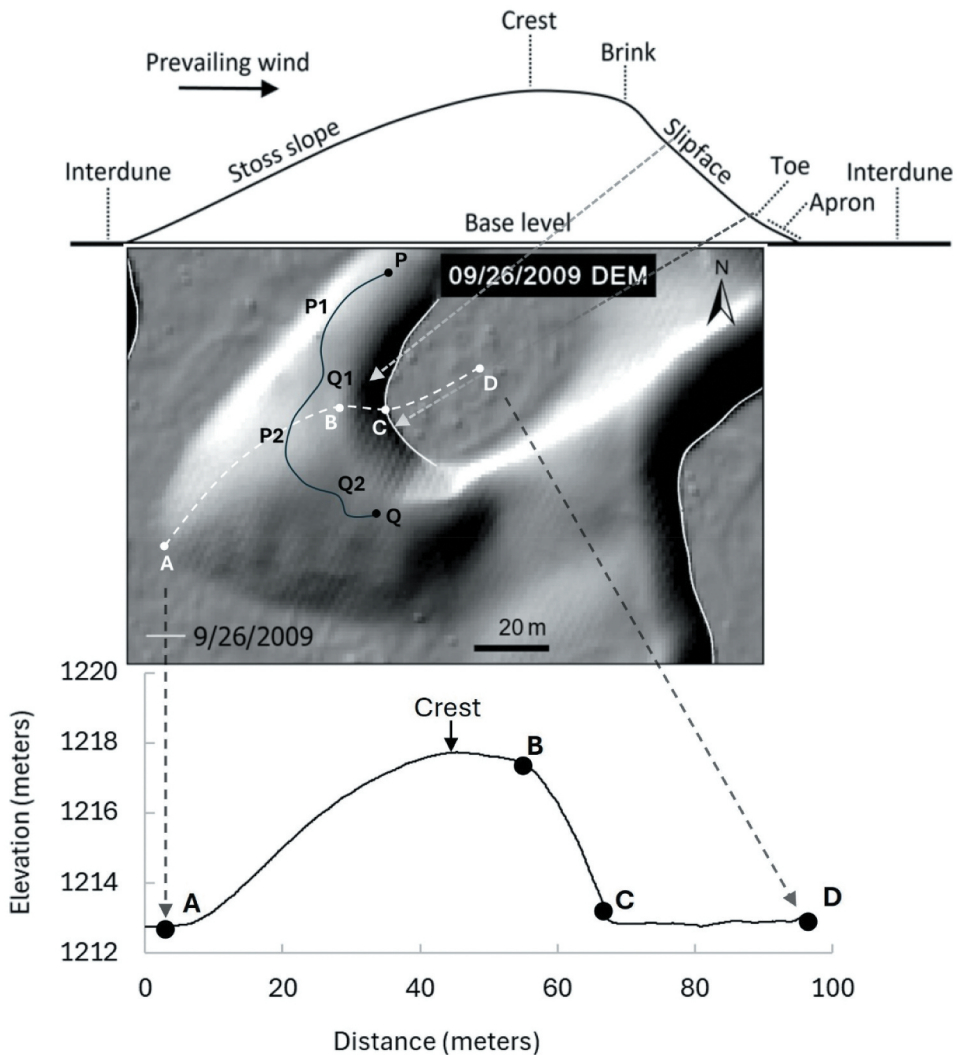 Crest
Brink
Prevailing wind
Stoss slope
Slipface
Interdune
Toe
Interdune
Apron
Base level
P
09/26/2009 DEM
N
P1
Q1
D
B
C
P2
Q2
Q
A
20 m
9/26/2009
1220
1218
1216
1214
1212
Elevation (meters)
Crest
B
A
C
D
0 20 40 60 80 100
Distance (meters)